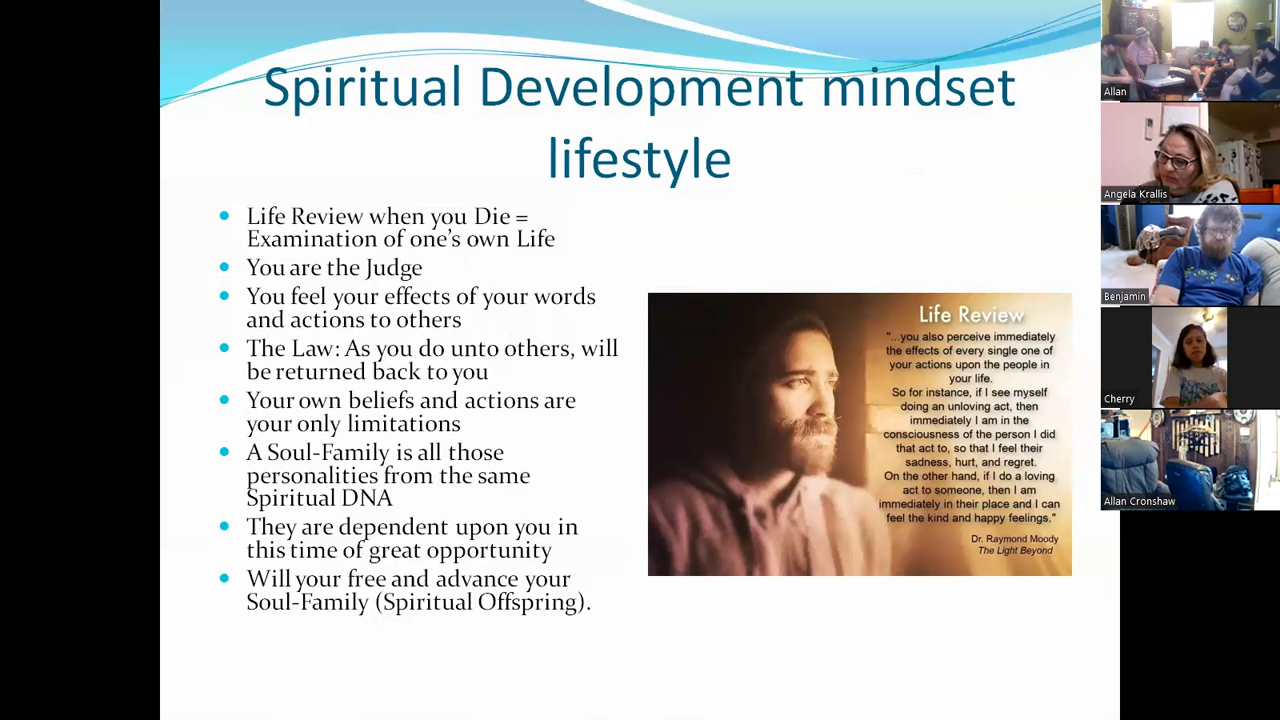 Spiritual Development mindset
lifestyle
Life Review when you Die =
Examination of one's own Life
You are the Judge
You feel your effects of your words
and actions to others
The Law: As you do unto others, will
be returned back to you
Your own beliefs and actions are
your only limitations
A Soul-Family is all those
personalities from the same
Spiritual DNA
They are dependent upon you in
this time of great opportunity
Will your free and advance your
Soul-Family (Spiritual Offspring).
Life Review
"...you also perceive immediately
the effects of every single one of
your actions upon the people in
your life.
So for instance, if I see myself
doing an unloving act, then
immediately I am in the
consciousness of the person I did
that act to, so that I feel their
sadness, hurt, and regret.
On the other hand, if I do a loving
act to someone, then I am
immediately in their place and I can
feel the kind and happy feelings."
Dr. Raymond Moody
The Light Beyond
Allan
Angela Krallis
Benjamin
Cherry
Allan Cronshaw